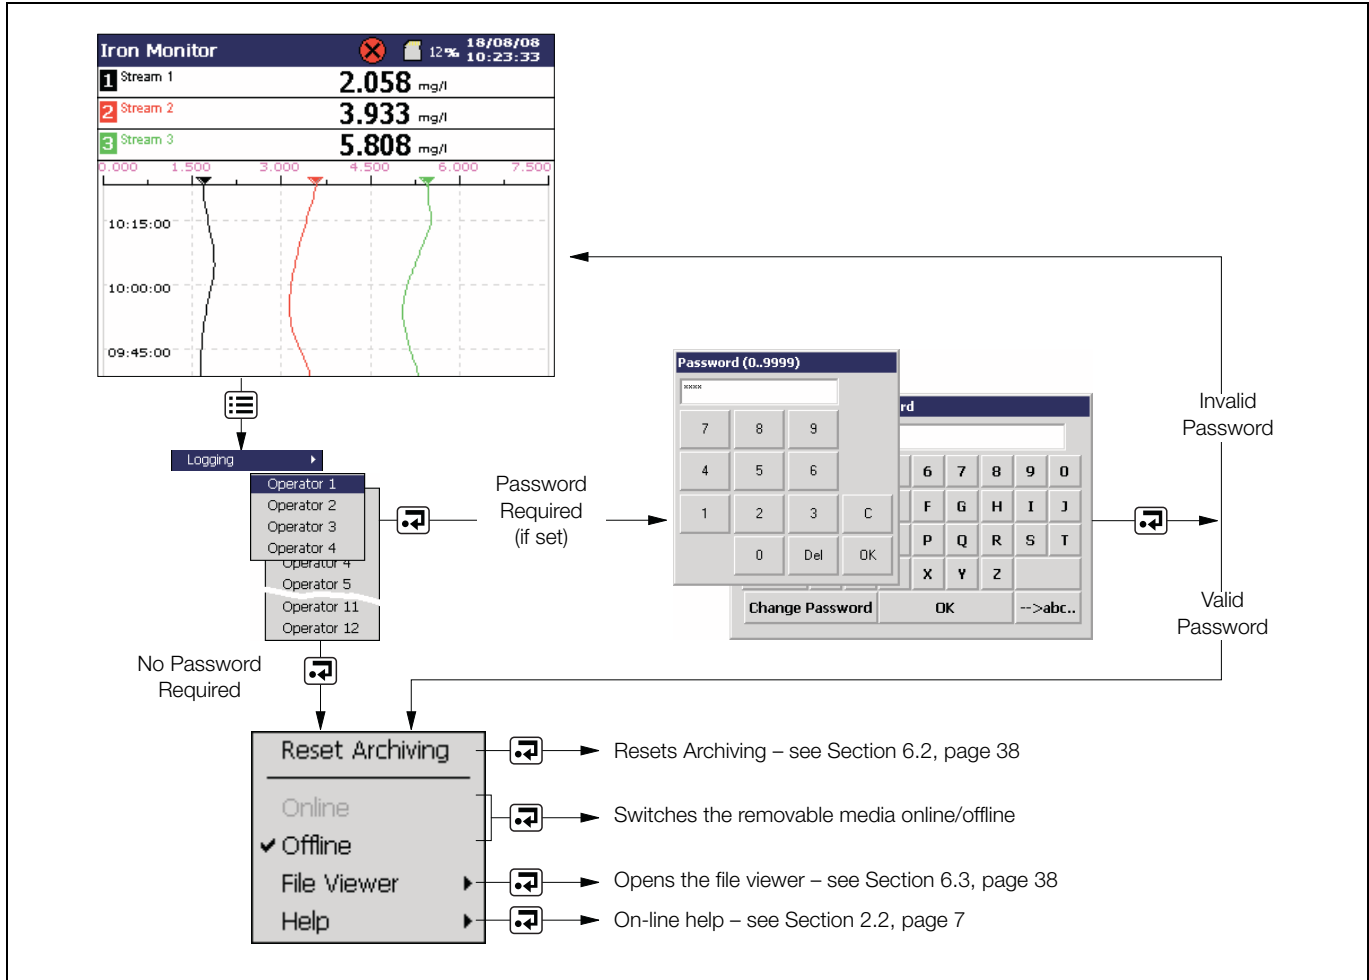 Iron Monitor 12% 18/08/08
10:23:33
1 Stream 1 2.058 mg/l
2 Stream 2 3.933 mg/l
3 Stream 3 5.808 mg/l
0.000 1.500 3.000 4.500 6.000 7.500
10:15:00
10:00:00
09:45:00
Logging
Operator 1
Operator 2
Operator 3
Operator 4
Operator 4
Operator 5
Operator 11
Operator 12
Password
Required
(if set)
Password (0..9999)
****
7 8 9
4 5 6
1 2 3 C
0 Del OK
rd
6 7 8 9 0
F G H I J
P Q R S T
X Y Z
Change Password OK -->abc..
Invalid
Password
Valid
Password
No Password
Required
Reset Archiving
Online
Offline
File Viewer
Help
Resets Archiving – see Section 6.2, page 38
Switches the removable media online/offline
Opens the file viewer – see Section 6.3, page 38
On-line help – see Section 2.2, page 7